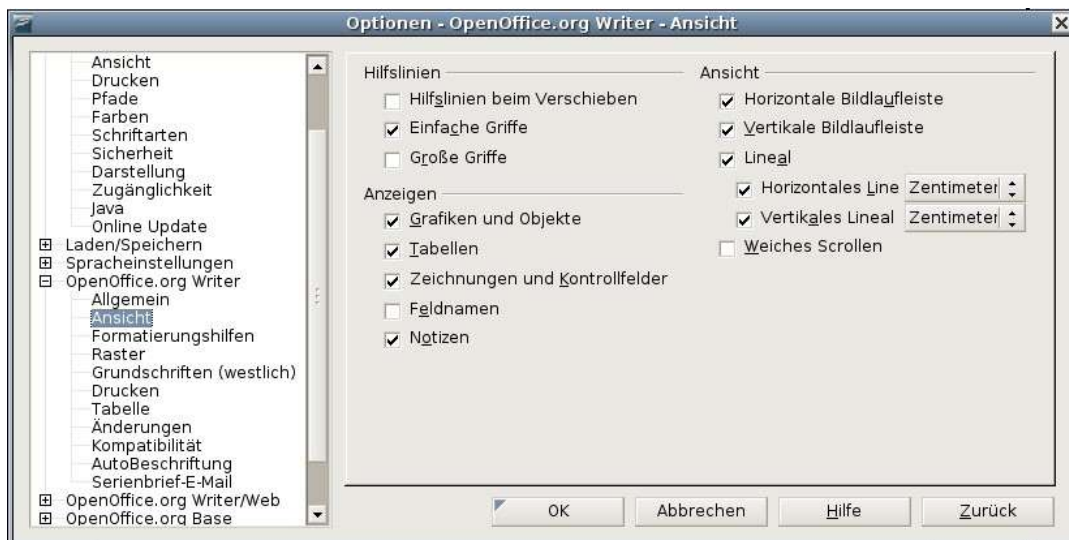 Optionen - OpenOffice.org Writer - Ansicht
Ansicht
Drucken
Pfade
Farben
Schriftarten
Sicherheit
Darstellung
Zugänglichkeit
Java
Online Update
Laden/Speichern
Spracheinstellungen
OpenOffice.org Writer
Allgemein
Ansicht
Formatierungshilfen
Raster
Grundschriften (westlich)
Drucken
Tabelle
Änderungen
Kompatibilität
AutoBeschriftung
Serienbrief-E-Mail
OpenOffice.org Writer/Web
OpenOffice.org Base
Hilfslinien
Hilfslinien beim Verschieben
Einfache Griffe
Große Griffe
Anzeigen
Grafiken und Objekte
Tabellen
Zeichnungen und Kontrollfelder
Feldnamen
Notizen
Ansicht
Horizontale Bildlaufleiste
Vertikale Bildlaufleiste
Lineal
Horizontales Line Zentimeter
Vertikales Lineal Zentimeter
Weiches Scrollen
OK Abbrechen Hilfe Zurück